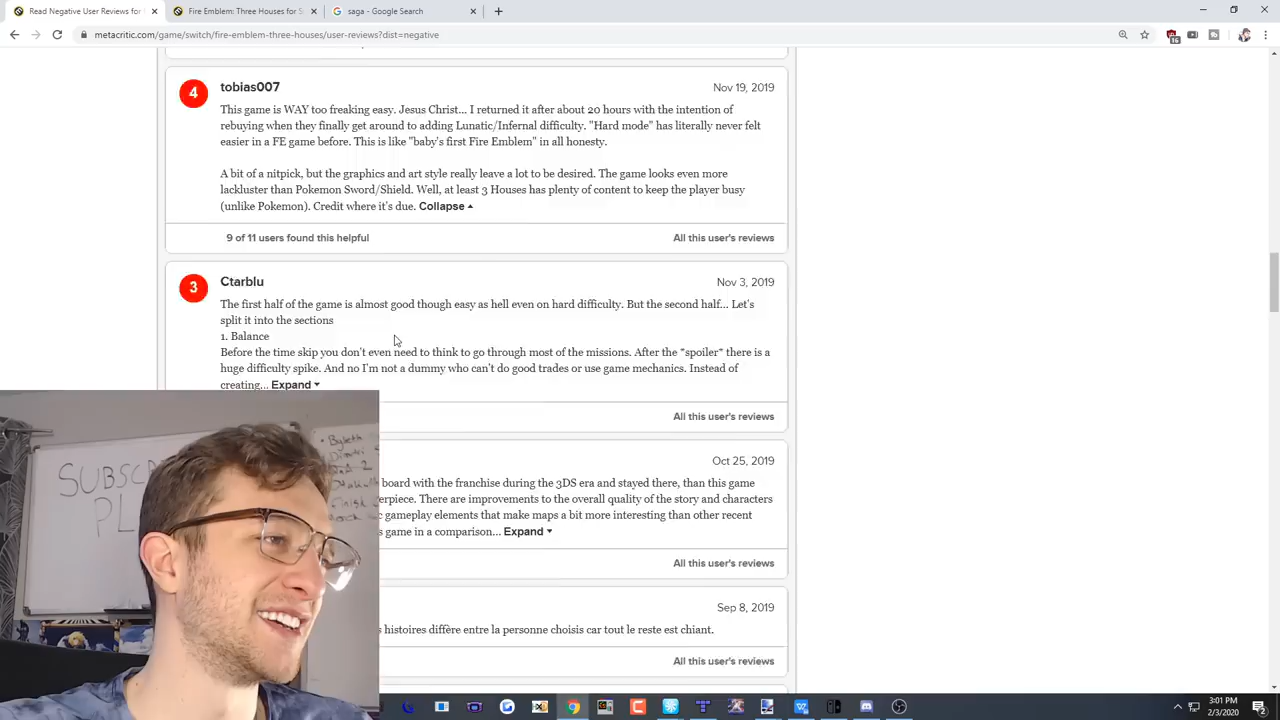 Read Negative User Reviews for
Fire Emblem: Three Houses for S
saga - Google Search
metacritic.com/game/switch/fire-emblem-three-houses/user-reviews?dist=negative
4
tobias007
Nov 19, 2019
This game is WAY too freaking easy. Jesus Christ... I returned it after about 20 hours with the intention of
rebuying when they finally get around to adding Lunatic/Infernal difficulty. "Hard mode" has literally never felt
easier in a FE game before. This is like "baby's first Fire Emblem" in all honesty.
A bit of a nitpick, but the graphics and art style really leave a lot to be desired. The game looks even more
lackluster than Pokemon Sword/Shield. Well, at least 3 Houses has plenty of content to keep the player busy
(unlike Pokemon). Credit where it's due. Collapse
9 of 11 users found this helpful
All this user's reviews
3
Ctarblu
Nov 3, 2019
The first half of the game is almost good though easy as hell even on hard difficulty. But the second half... Let's
split it into the sections
1. Balance
Before the time skip you don't even need to think to go through most of the missions. After the *spoiler* there is a
huge difficulty spike. And no I'm not a dummy who can't do good trades or use game mechanics. Instead of
creating... Expand
All this user's reviews
Oct 25, 2019
board with the franchise during the 3DS era and stayed there, than this game
erpiece. There are improvements to the overall quality of the story and characters
c gameplay elements that make maps a bit more interesting than other recent
s game in a comparison... Expand
All this user's reviews
Sep 8, 2019
s histoires diffère entre la personne choisis car tout le reste est chiant.
All this user's reviews
SUBSCR
PL
Byleth
Dimitri
3:01 PM
2/3/2020